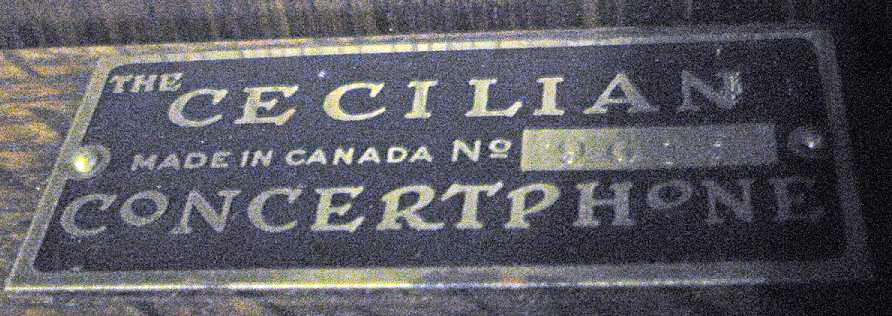 THE CECILIAN
MADE IN CANADA Nº
CONCERTPHONE